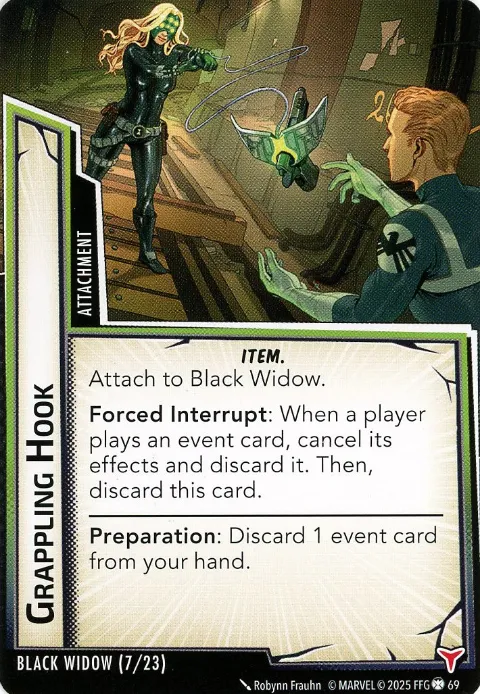 GRAPPLING HOOK
ATTACHMENT
ITEM.
Attach to Black Widow.
Forced Interrupt: When a player
plays an event card, cancel its
effects and discard it. Then,
discard this card.
Preparation: Discard 1 event card
from your hand.
BLACK WIDOW (7/23)
Robynn Frauhn © MARVEL © 2025 FFG 69